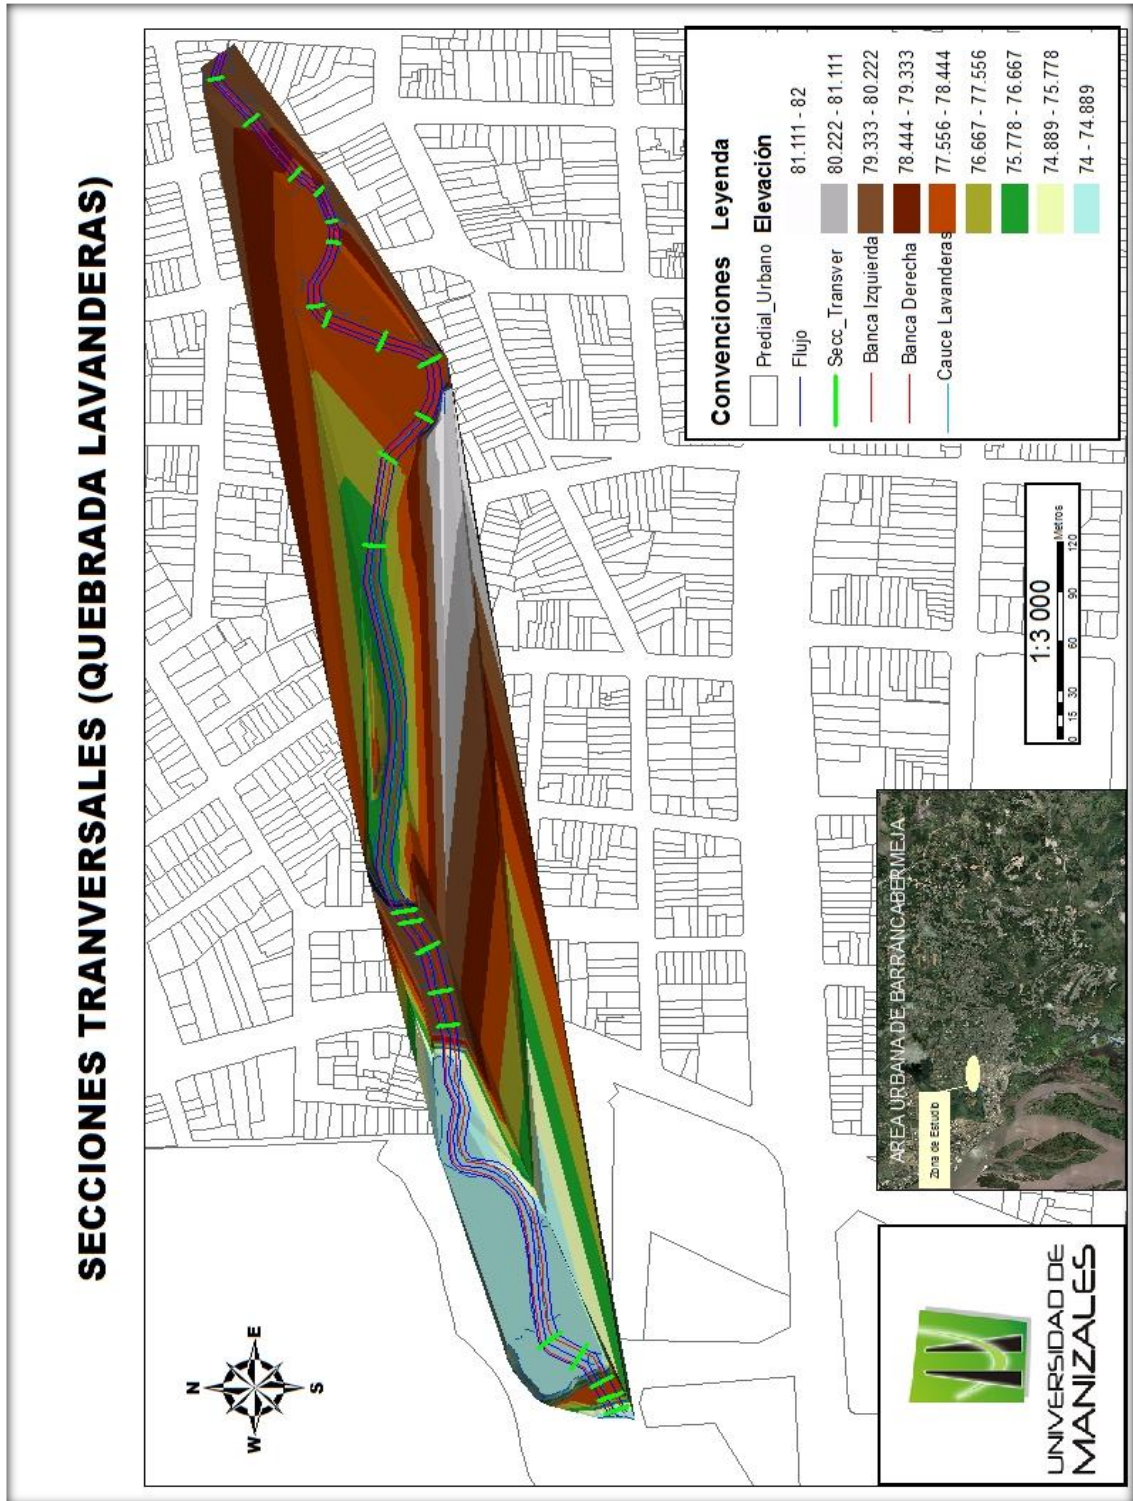 SECCIONES TRANVERSALES (QUEBRADA LAVANDERAS)
N
W
E
S
Convenciones
Predial_Urbano
Flujo
Secc_Transver
Banca Izquierda
Banca Derecha
Cauce Lavanderas
Leyenda
Elevación
81.111 - 82
80.222 - 81.111
79.333 - 80.222
78.444 - 79.333
77.556 - 78.444
76.667 - 77.556
75.778 - 76.667
74.889 - 75.778
74 - 74.889
1:3 000
0 15 30 60 90 120
Metros
AREA URBANA DE BARRANCABERMEJA
Zona de Estudio
UNIVERSIDAD DE
MANIZALES